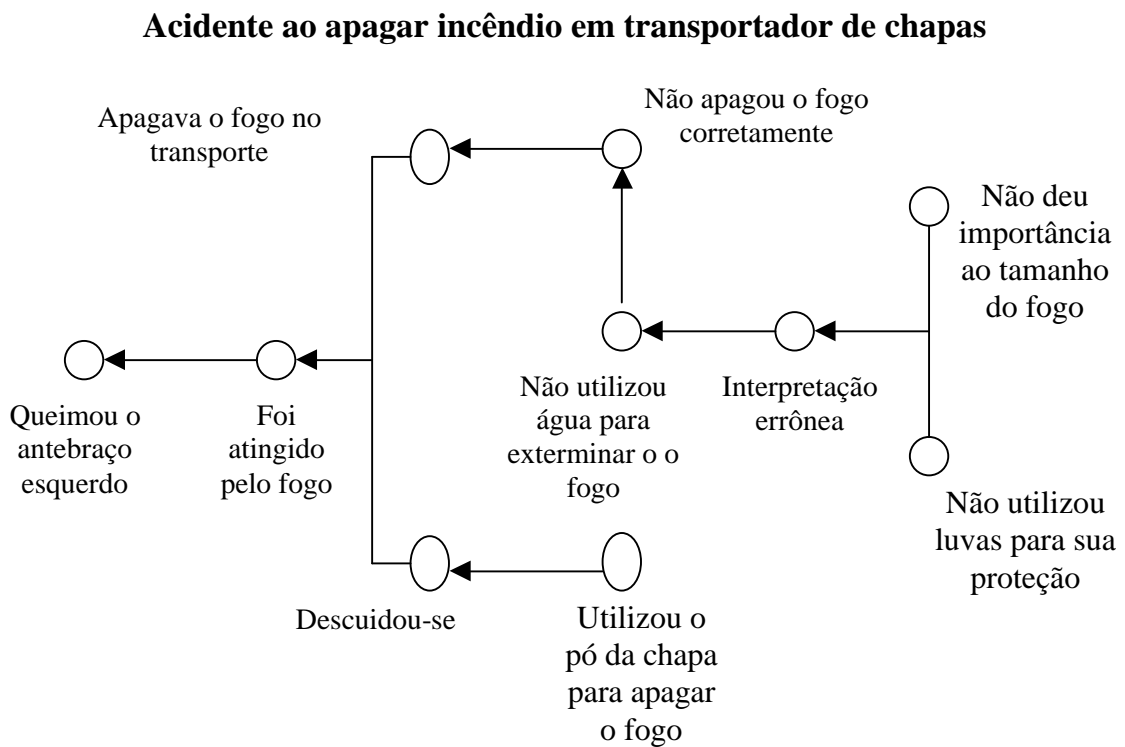 Acidente ao apagar incêndio em transportador de chapas
Apagava o fogo no
transporte
Não apagou o fogo
corretamente
Não deu
importância
ao tamanho
do fogo
Queimou o
antebraço
esquerdo
Foi
atingido
pelo fogo
Não utilizou
água para
exterminar o o
fogo
Interpretação
errônea
Não utilizou
luvas para sua
proteção
Descuidou-se
Utilizou o
pó da chapa
para apagar
o fogo